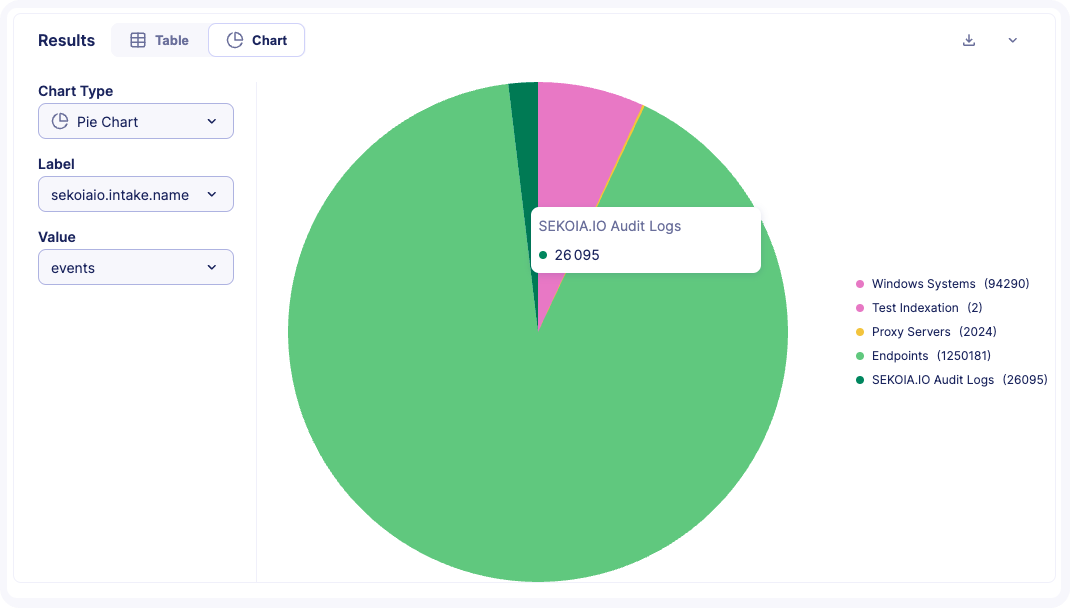 Results
Table
Chart
Chart Type
Pie Chart
Label
sekoiaio.intake.name
Value
events
SEKOIA.IO Audit Logs
26 095
Windows Systems (94290)
Test Indexation (2)
Proxy Servers (2024)
Endpoints (1250181)
SEKOIA.IO Audit Logs (26095)